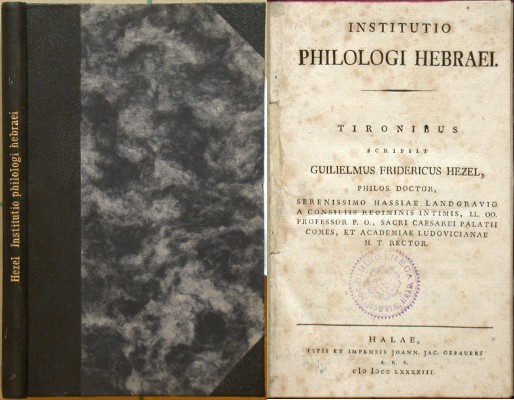 Hezel Institutio philologi hebraei
INSTITUTIO
PHILOLOGI HEBRAEI.
TIRONIBUS
SCRIPSIT
GUILIELMUS FRIDERICUS HEZEL,
PHILOS. DOCTOR,
SERENISSIMO HASSIAE LANDGRAVIO
A CONSILIIS REGIMINIS INTIMIS, LL. OO.
PROFESSOR P. O., SACRI CAESAREI PALATII
COMES, ET ACADEMIAE LUDOVICIANAE
H. T. RECTOR.
BIBLIOTHECA
HALAE,
TYPIS ET IMPENSIS JOANN. JAC. GEBAUERI
cIↃ IↃcc LXXXXIII